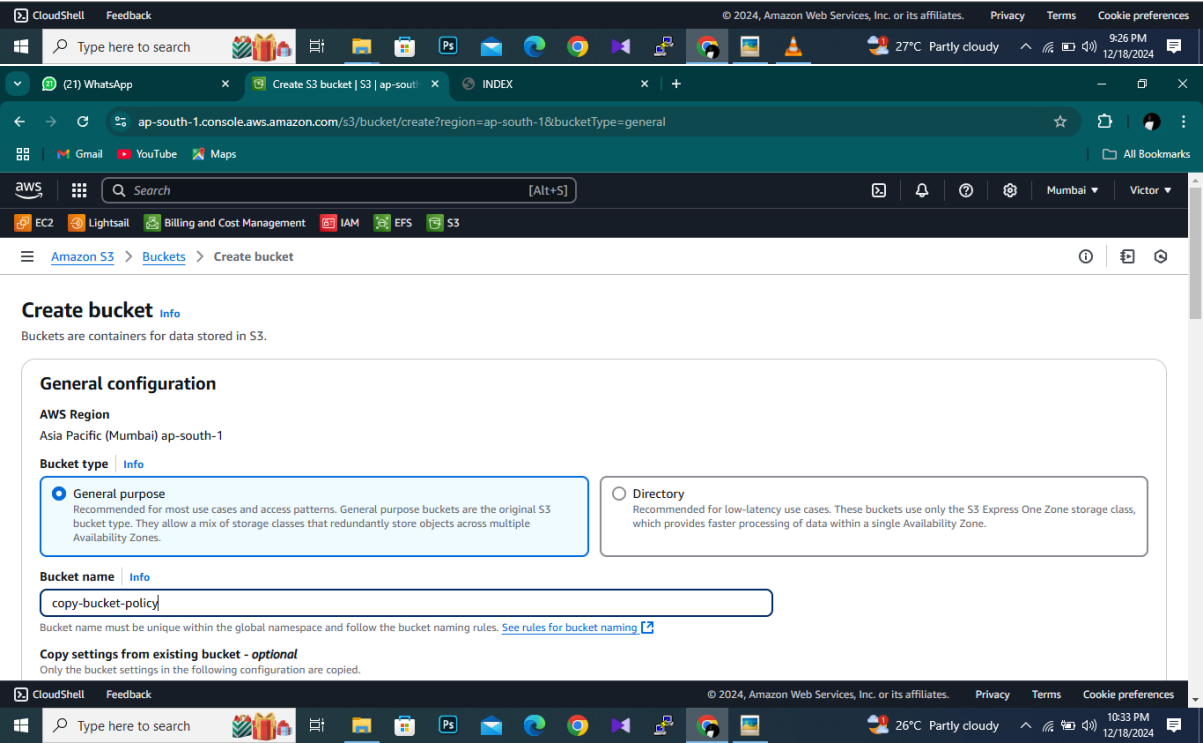 CloudShell Feedback © 2024, Amazon Web Services, Inc. or its affiliates. Privacy Terms Cookie preferences
Type here to search Ps 1 27°C Partly cloudy 9:26 PM
12/18/2024
(21) WhatsApp Create S3 bucket | S3 | ap-sout INDEX
ap-south-1.console.aws.amazon.com/s3/bucket/create?region=ap-south-1&bucketType=general
Gmail YouTube Maps All Bookmarks
aws Search [Alt+S] Mumbai Victor
EC2 Lightsail Billing and Cost Management IAM EFS S3
Amazon S3 Buckets Create bucket
Create bucket Info
Buckets are containers for data stored in S3.
General configuration
AWS Region
Asia Pacific (Mumbai) ap-south-1
Bucket type Info
General purpose
Recommended for most use cases and access patterns. General purpose buckets are the original S3
bucket type. They allow a mix of storage classes that redundantly store objects across multiple
Availability Zones.
Directory
Recommended for low-latency use cases. These buckets use only the S3 Express One Zone storage class,
which provides faster processing of data within a single Availability Zone.
Bucket name Info
copy-bucket-policy
Bucket name must be unique within the global namespace and follow the bucket naming rules. See rules for bucket naming
Copy settings from existing bucket - optional
Only the bucket settings in the following configuration are copied.
CloudShell Feedback © 2024, Amazon Web Services, Inc. or its affiliates. Privacy Terms Cookie preferences
Type here to search Ps 1 26°C Partly cloudy 10:33 PM
12/18/2024